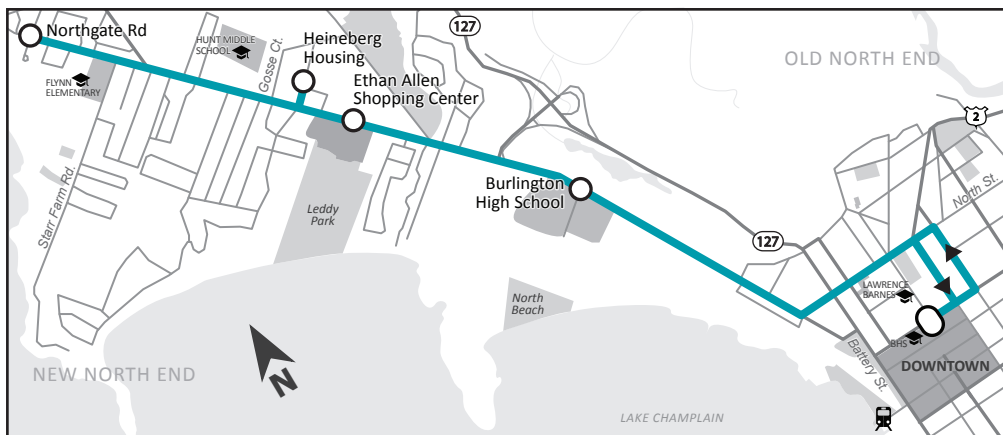 Northgate Rd
HUNT MIDDLE
SCHOOL
Gosse Ct.
Heineberg
Housing
127
OLD NORTH END
FLYNN
ELEMENTARY
Ethan Allen
Shopping Center
2
Burlington
High School
North St.
Starr Farm Rd.
Leddy
Park
127
LAWRENCE
BARNES
North
Beach
BHS
Battery St.
DOWNTOWN
NEW NORTH END
N
LAKE CHAMPLAIN